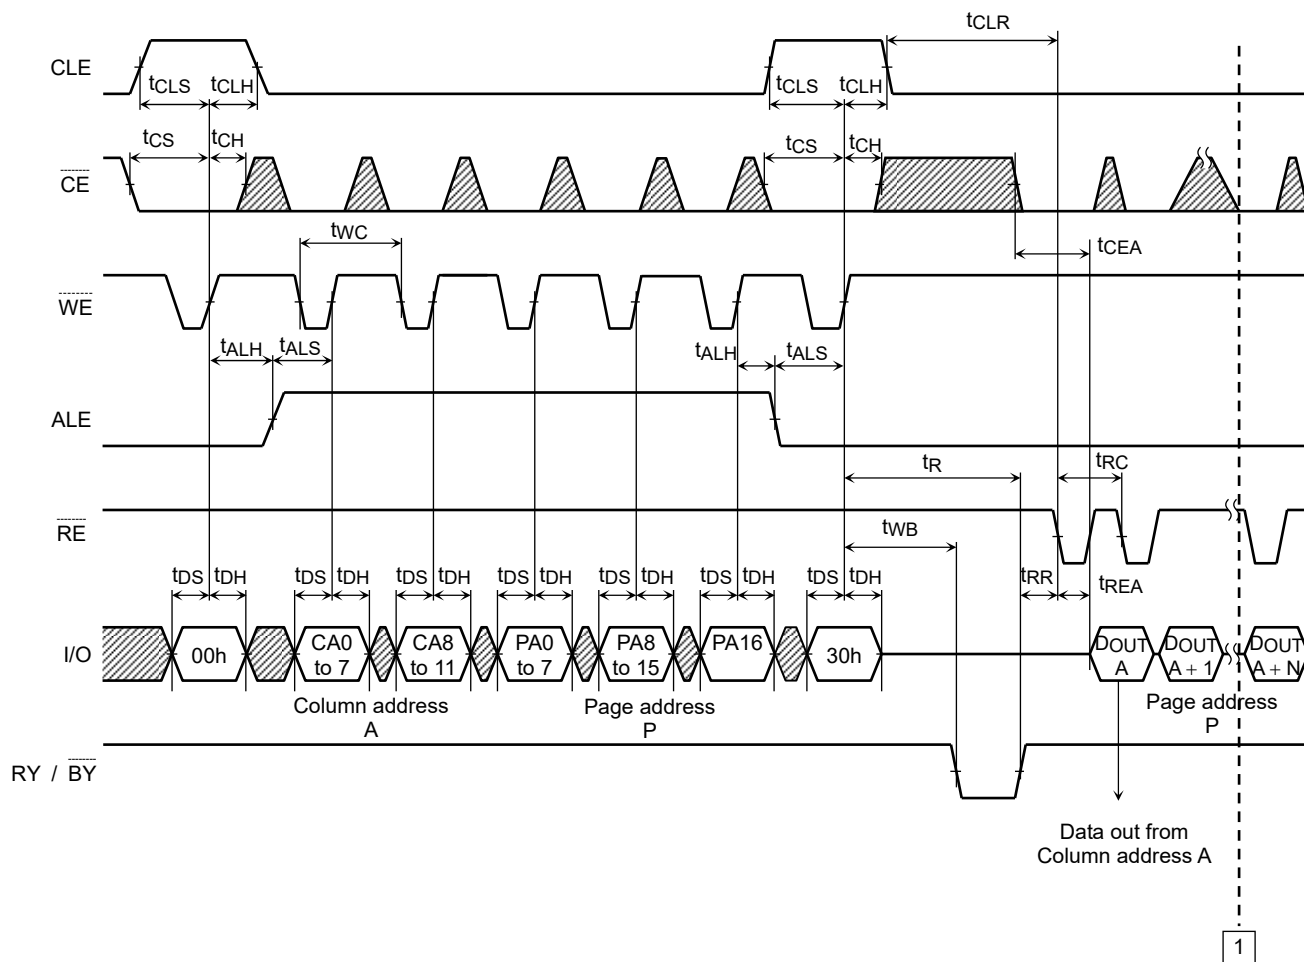 tCLR
CLE
tCLS tCLH tCLS tCLH
tCS tCH tCS tCH
CE
tWC tCEA
WE
tALH tALS tALH tALS
ALE
tR tRC
RE
tWB
tDS tDH tDS tDH tDS tDH tDS tDH tDS tDH tDS tDH tDS tDH tRR tREA
I/O 00h CA0 to 7 CA8 to 11 PA0 to 7 PA8 to 15 PA16 30h DOUT A DOUT A + 1 DOUT A + N
Column address Page address Page address
A P P
RY / BY
Data out from
Column address A
1